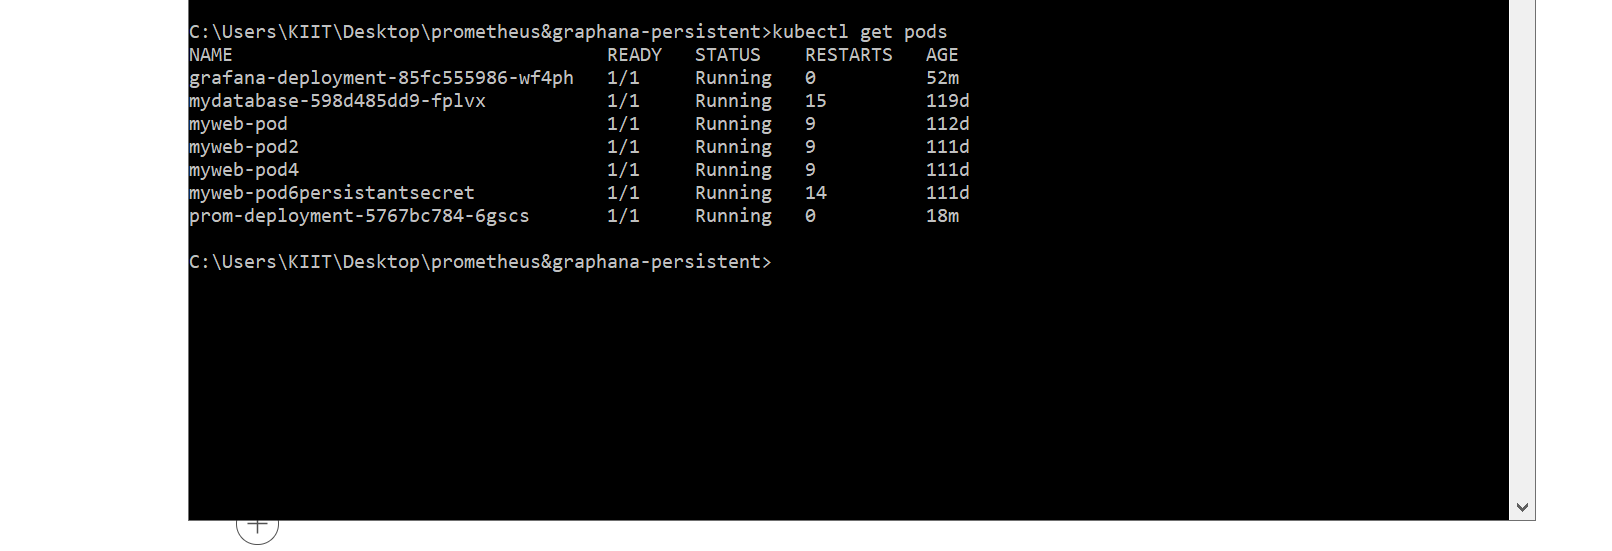 C:\Users\KIIT\Desktop\prometheus&graphana-persistent>kubectl get pods
NAME READY STATUS RESTARTS AGE
grafana-deployment-85fc555986-wf4ph 1/1 Running 0 52m
mydatabase-598d485dd9-fplvx 1/1 Running 15 119d
myweb-pod 1/1 Running 9 112d
myweb-pod2 1/1 Running 9 111d
myweb-pod4 1/1 Running 9 111d
myweb-pod6persistantsecret 1/1 Running 14 111d
prom-deployment-5767bc784-6gscs 1/1 Running 0 18m
C:\Users\KIIT\Desktop\prometheus&graphana-persistent>